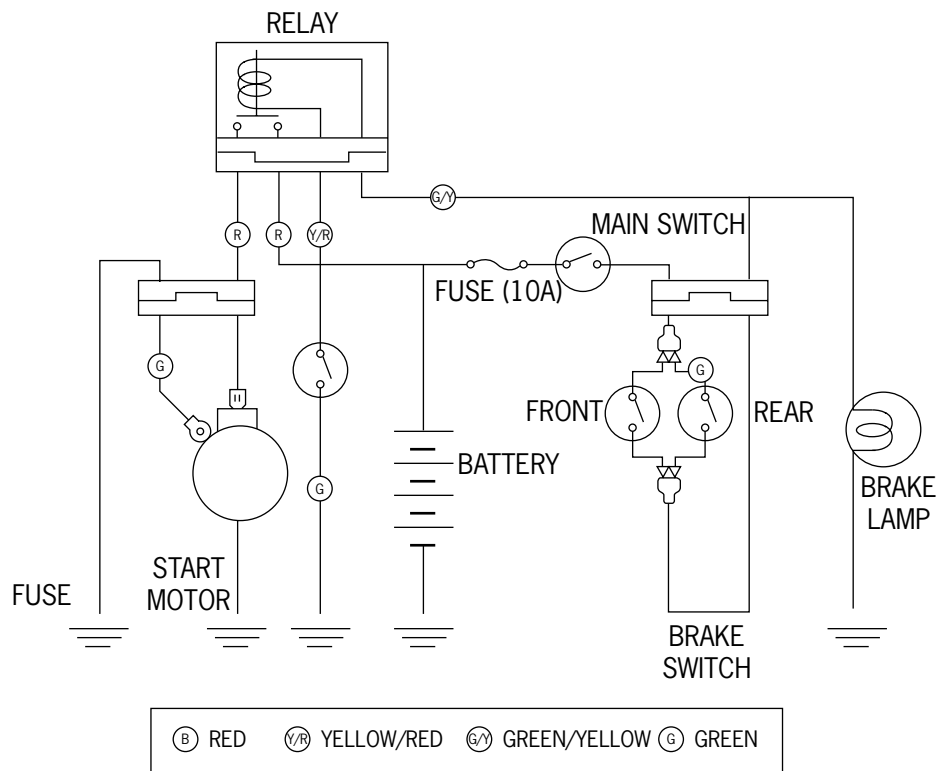 RELAY
G/Y
MAIN SWITCH
R
R
Y/R
FUSE (10A)
G
G
FRONT
REAR
BATTERY
G
BRAKE
LAMP
START
MOTOR
FUSE
BRAKE
SWITCH
B RED
Y/R YELLOW/RED
G/Y GREEN/YELLOW
G GREEN